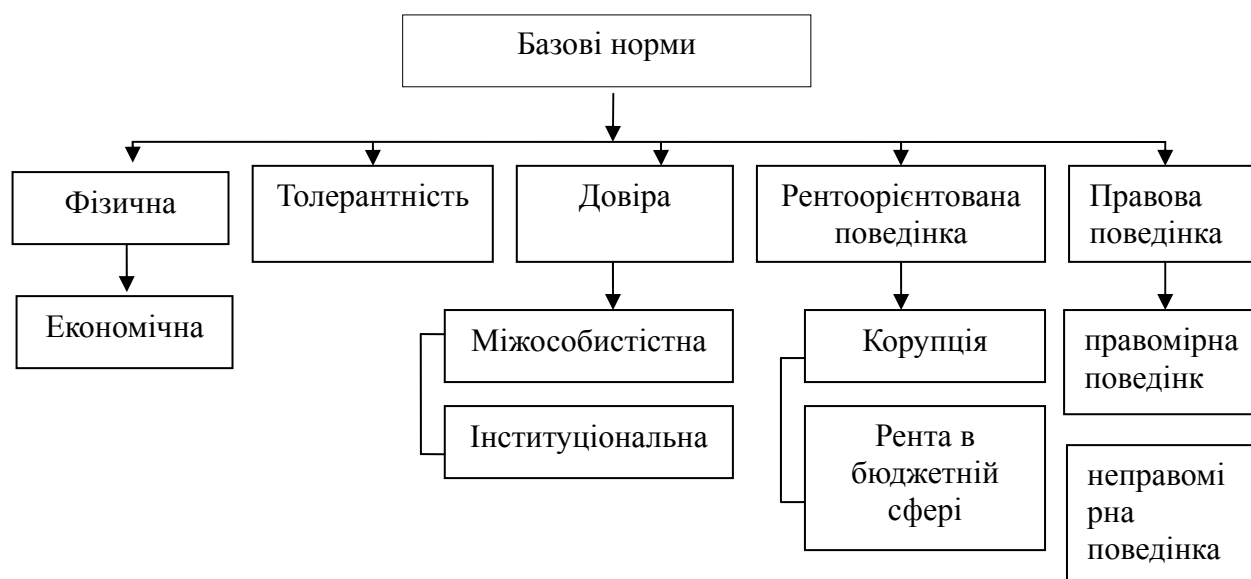 Базові норми
Фізична
Толерантність
Довіра
Рентоорієнтована
поведінка
Правова
поведінка
Економічна
Міжособистістна
Корупція
правомірна
поведінк
Інституціональна
Рента в
бюджетній
сфері
неправомі
рна
поведінка